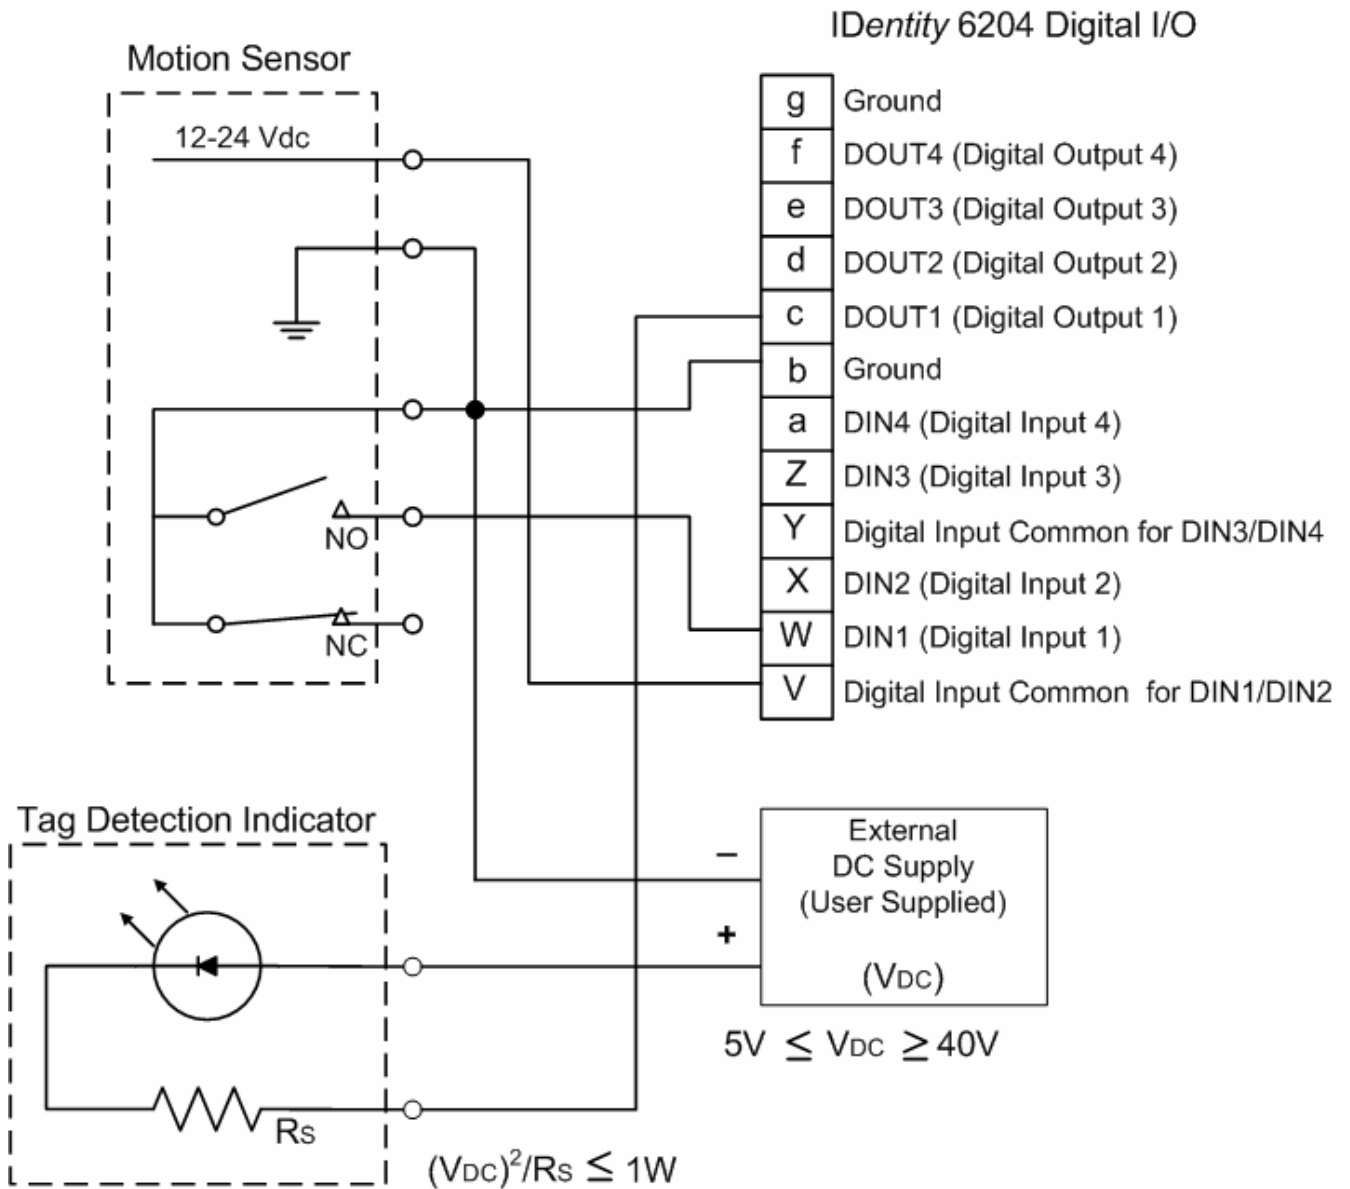 IDentity 6204 Digital I/O
Motion Sensor
12-24 Vdc
NO
NC
g Ground
f DOUT4 (Digital Output 4)
e DOUT3 (Digital Output 3)
d DOUT2 (Digital Output 2)
c DOUT1 (Digital Output 1)
b Ground
a DIN4 (Digital Input 4)
Z DIN3 (Digital Input 3)
Y Digital Input Common for DIN3/DIN4
X DIN2 (Digital Input 2)
W DIN1 (Digital Input 1)
V Digital Input Common for DIN1/DIN2
Tag Detection Indicator
Rs
(VDC)²/Rs ≤ 1W
–
+
External
DC Supply
(User Supplied)
(VDC)
5V ≤ VDC ≥ 40V